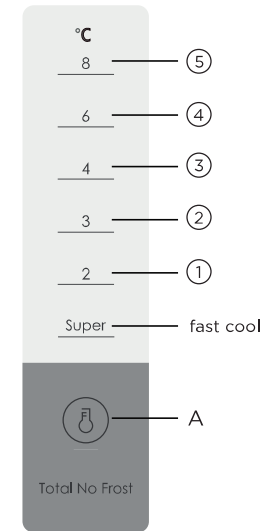 °C
8 ⑤
6 ④
4 ③
3 ②
2 ①
Super fast cool
A
Total No Frost